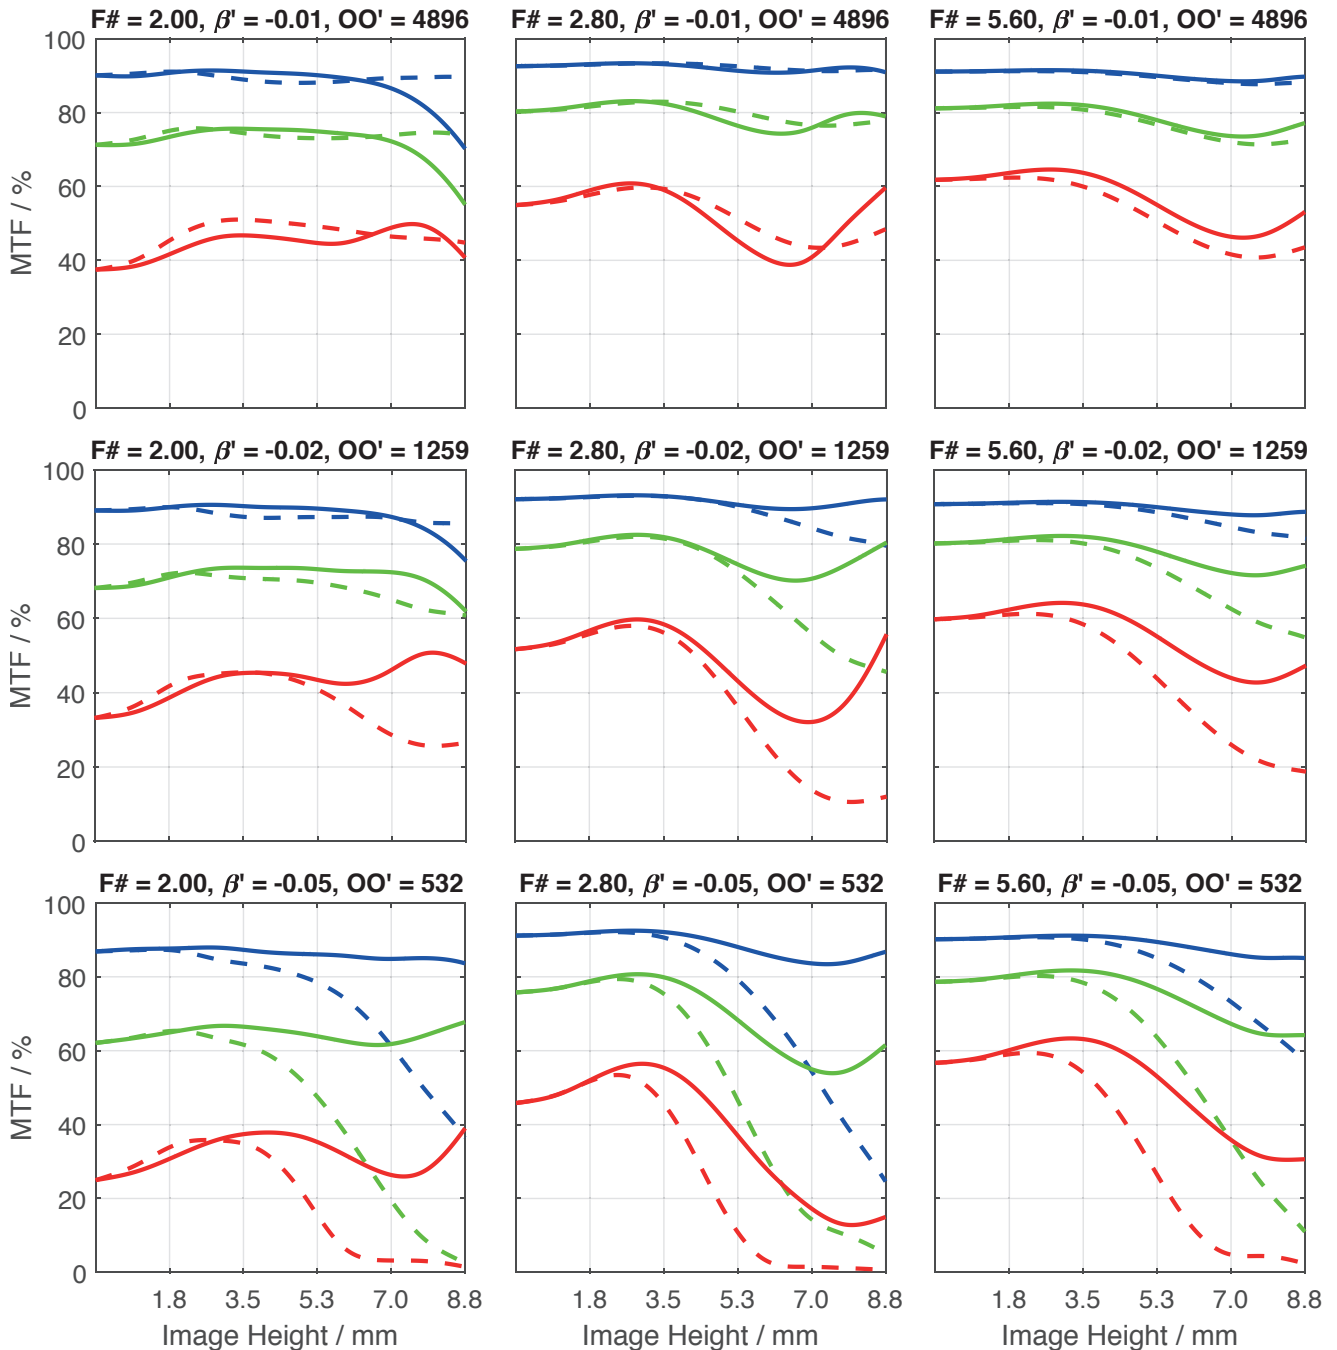 F# = 2.00, β' = -0.01, OO' = 4896
F# = 2.80, β' = -0.01, OO' = 4896
F# = 5.60, β' = -0.01, OO' = 4896
100
80
60
40
20
0
MTF / %
F# = 2.00, β' = -0.02, OO' = 1259
F# = 2.80, β' = -0.02, OO' = 1259
F# = 5.60, β' = -0.02, OO' = 1259
100
80
60
40
20
0
MTF / %
F# = 2.00, β' = -0.05, OO' = 532
F# = 2.80, β' = -0.05, OO' = 532
F# = 5.60, β' = -0.05, OO' = 532
100
80
60
40
20
0
MTF / %
1.8 3.5 5.3 7.0 8.8
1.8 3.5 5.3 7.0 8.8
1.8 3.5 5.3 7.0 8.8
Image Height / mm
Image Height / mm
Image Height / mm